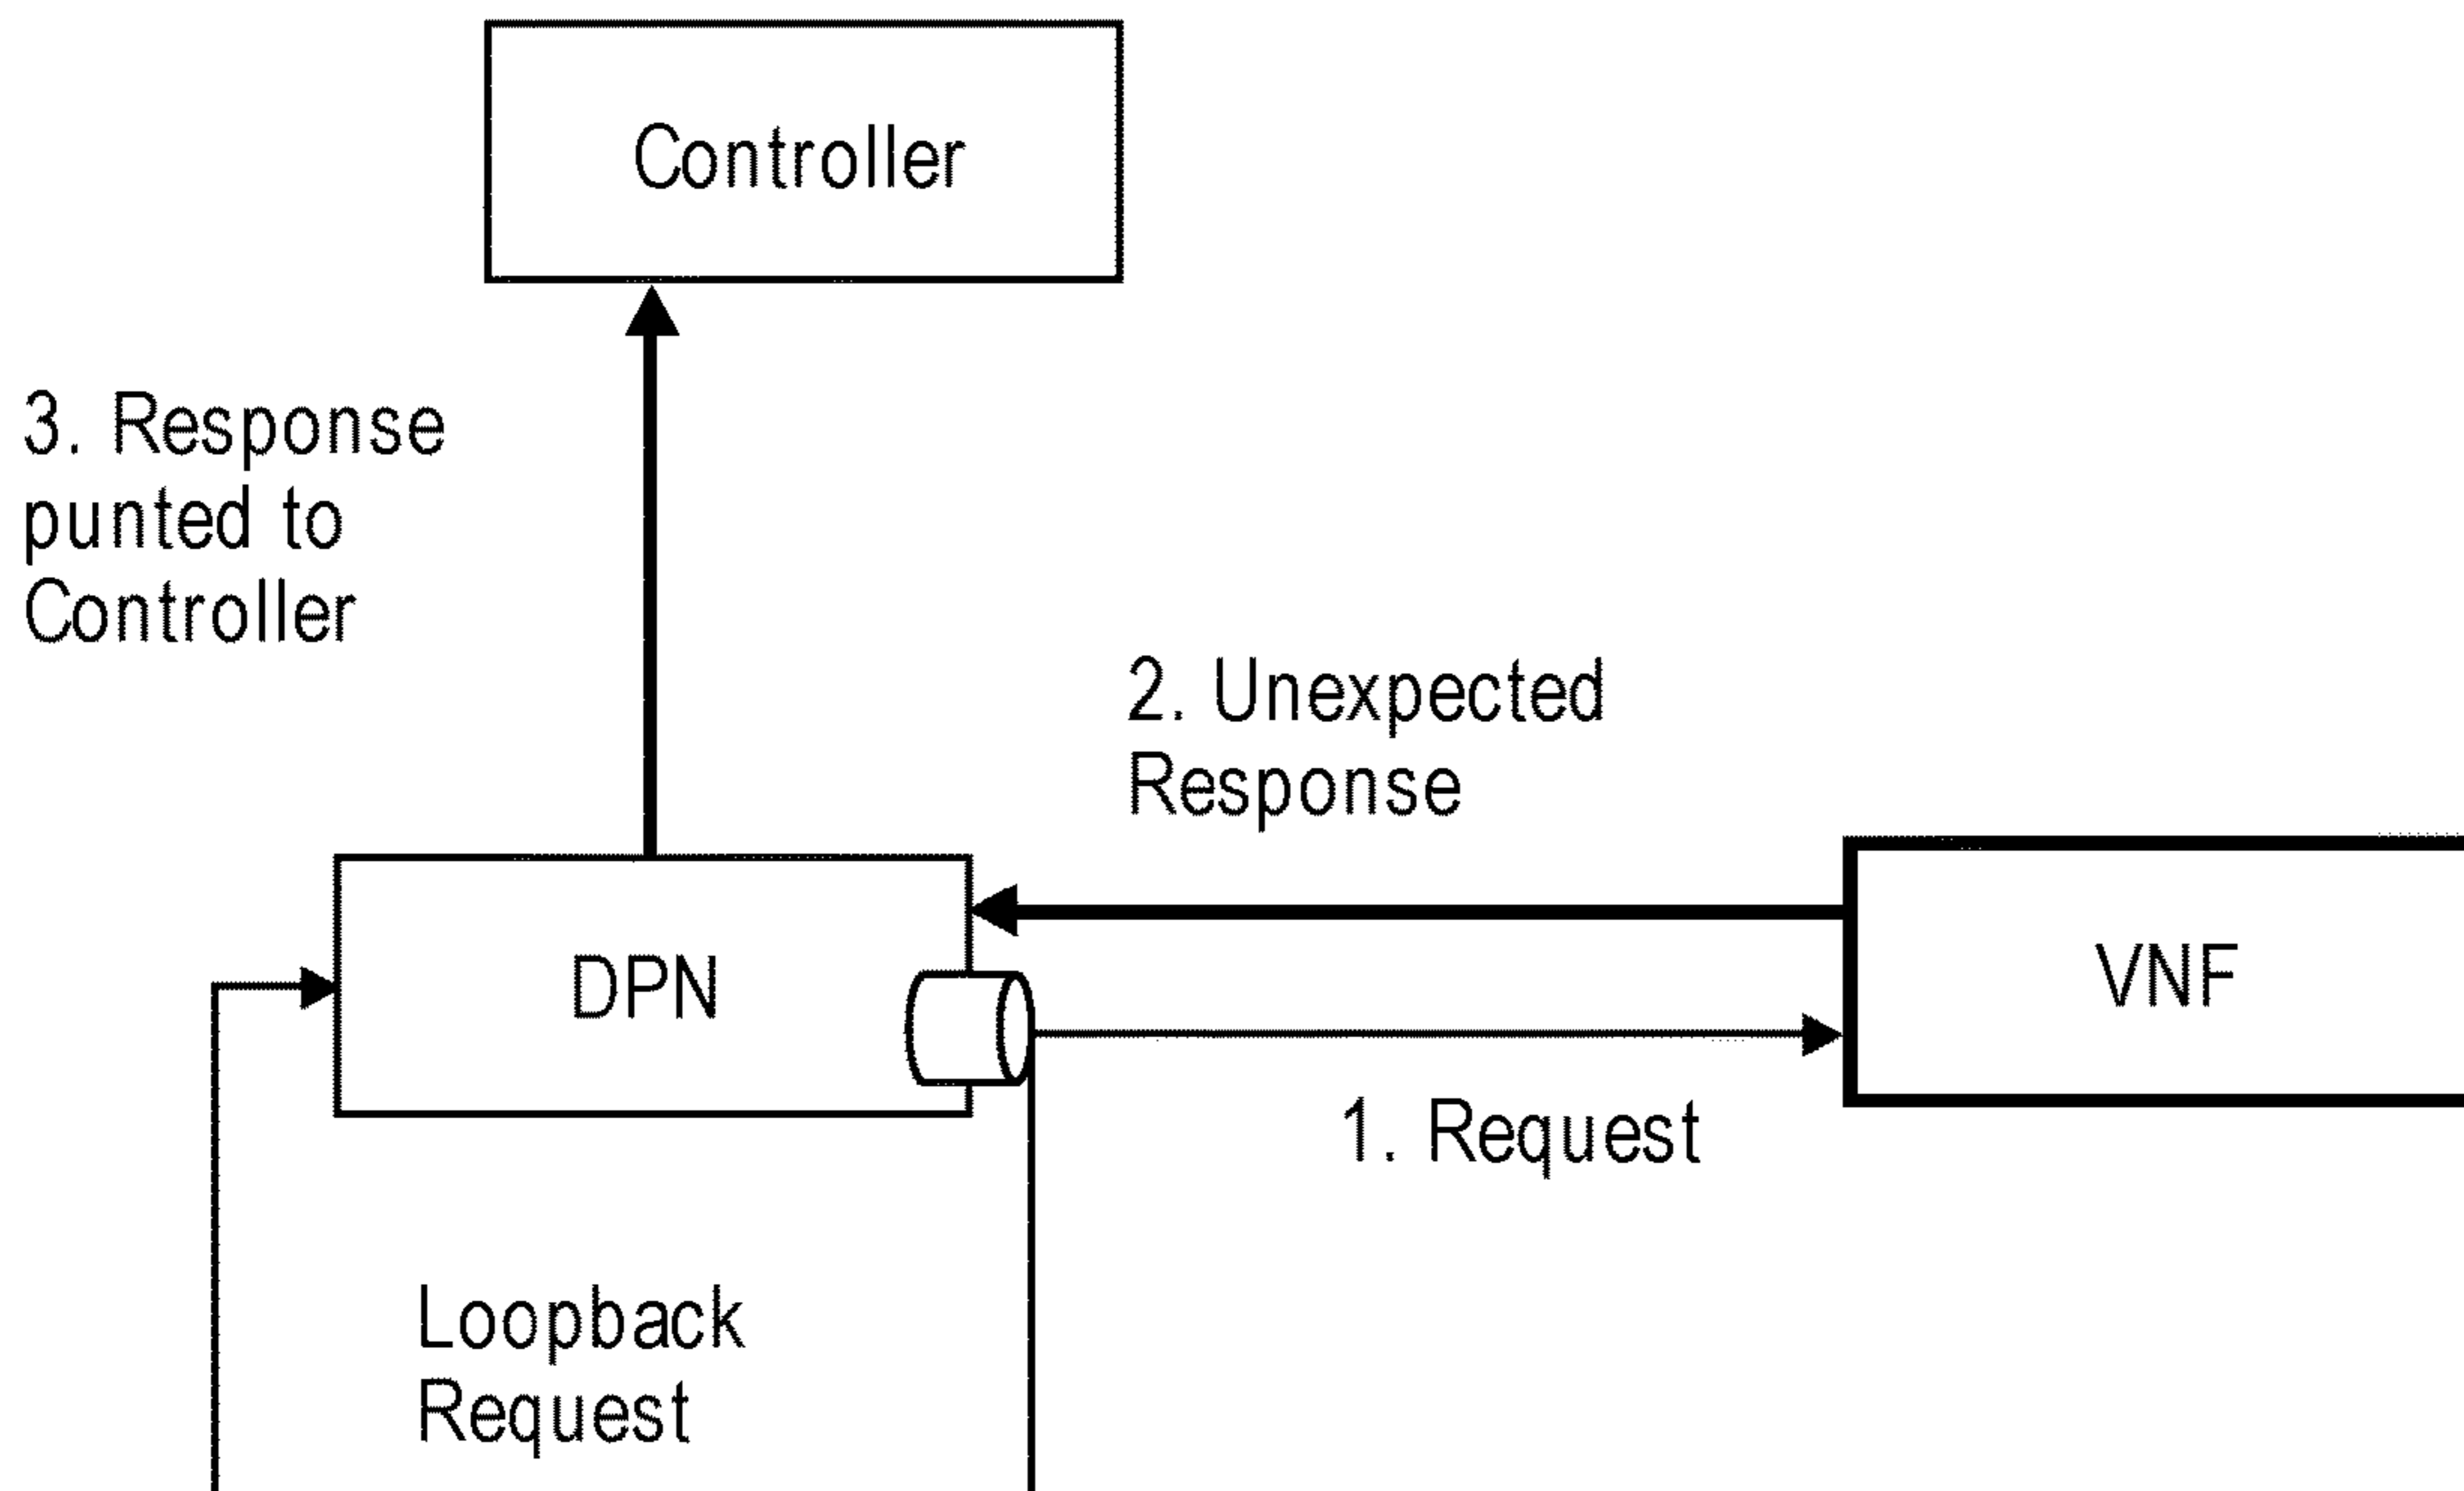 Controller
3. Response
punted to
Controller
2. Unexpected
Response
DPN
VNF
1. Request
Loopback
Request